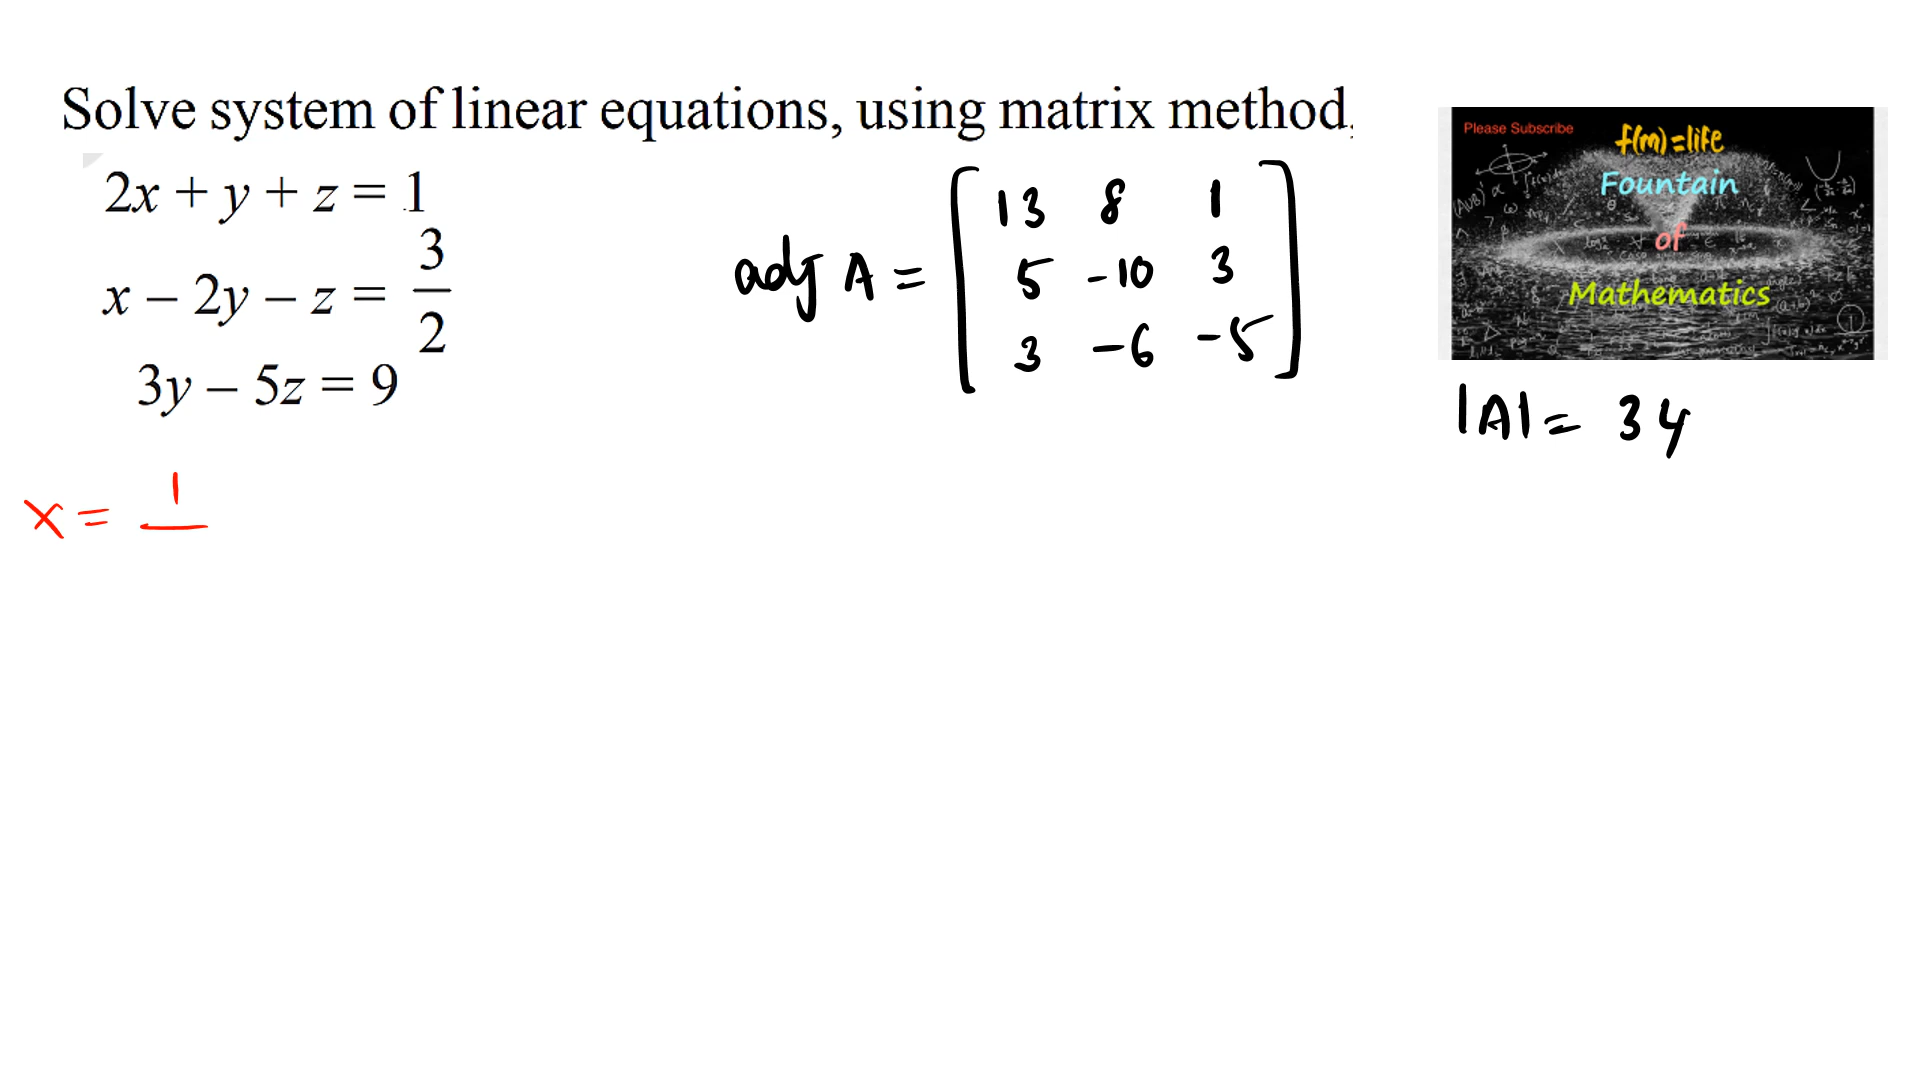 Solve system of linear equations, using matrix method,
2x + y + z = 1
x – 2y – z = 3/2
3y – 5z = 9
adj A = [13 8 1
5 -10 3
3 -6 -5]
Please Subscribe
f(m)=life
Fountain
of
Mathematics
|A| = 34
x = 1/